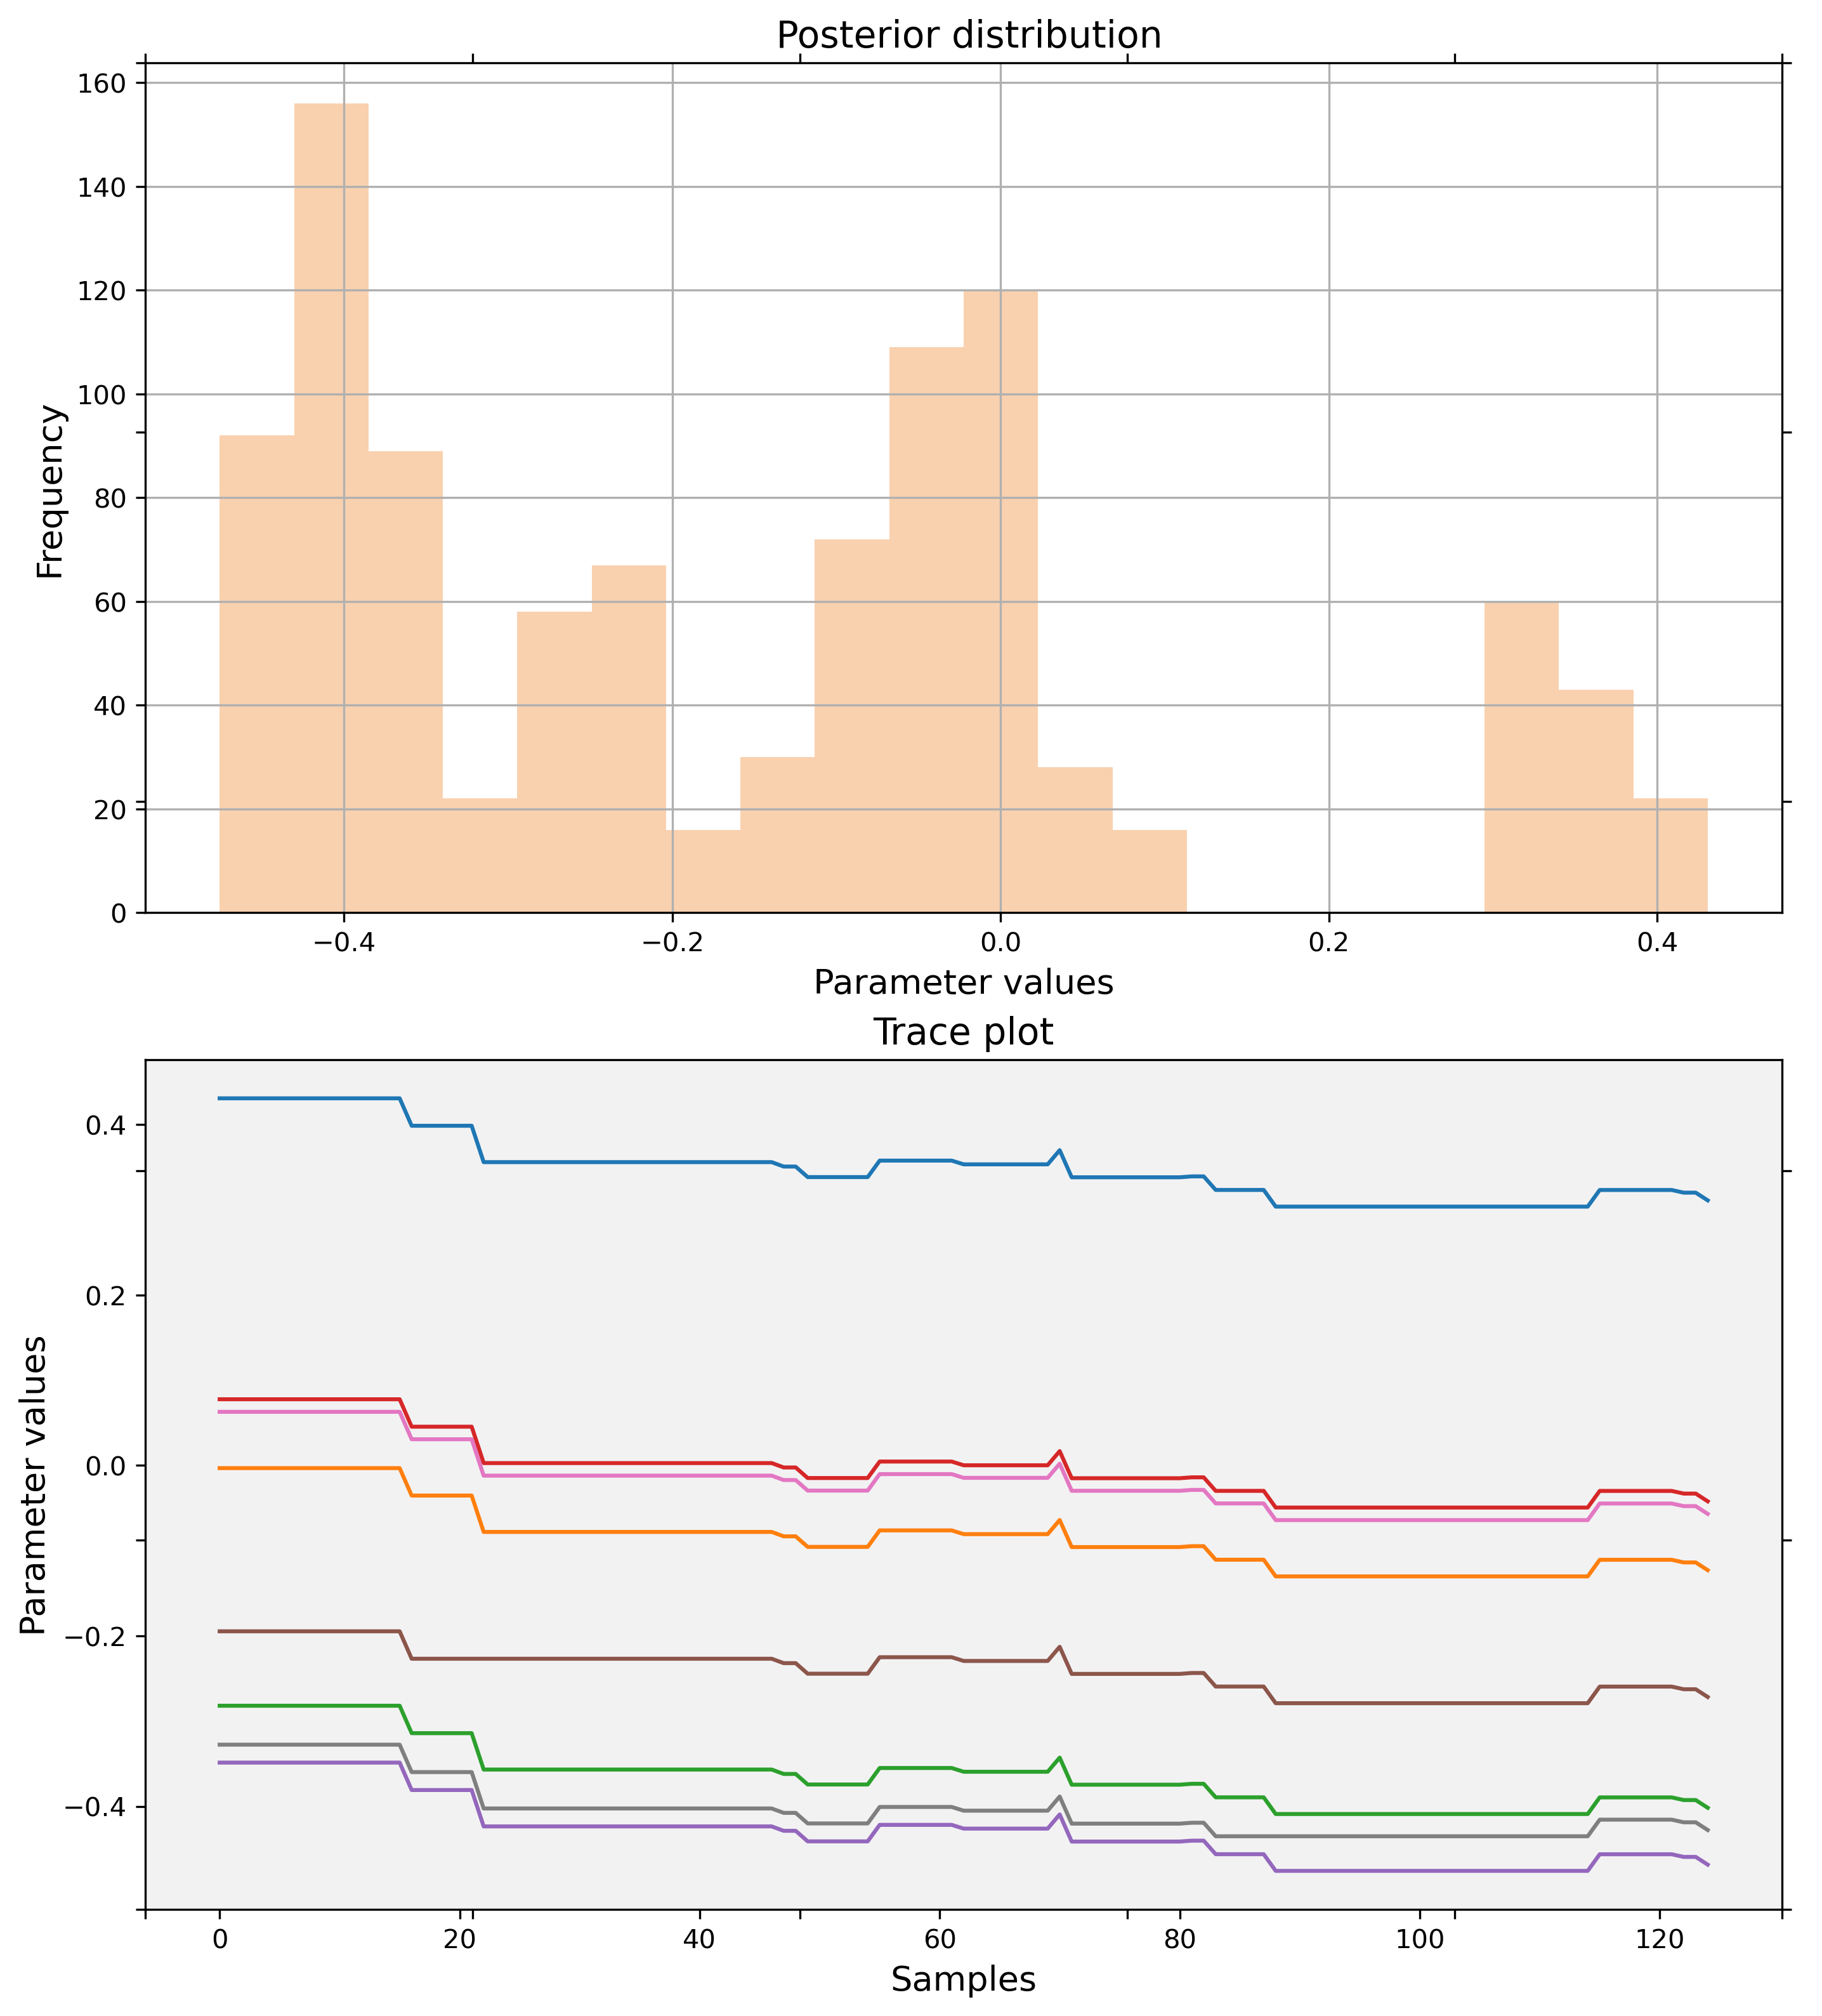 Posterior distribution
160
140
120
100
80
60
40
20
0
Frequency
−0.4 −0.2 0.0 0.2 0.4
Parameter values
Trace plot
0.4
0.2
0.0
−0.2
−0.4
Parameter values
0 20 40 60 80 100 120
Samples